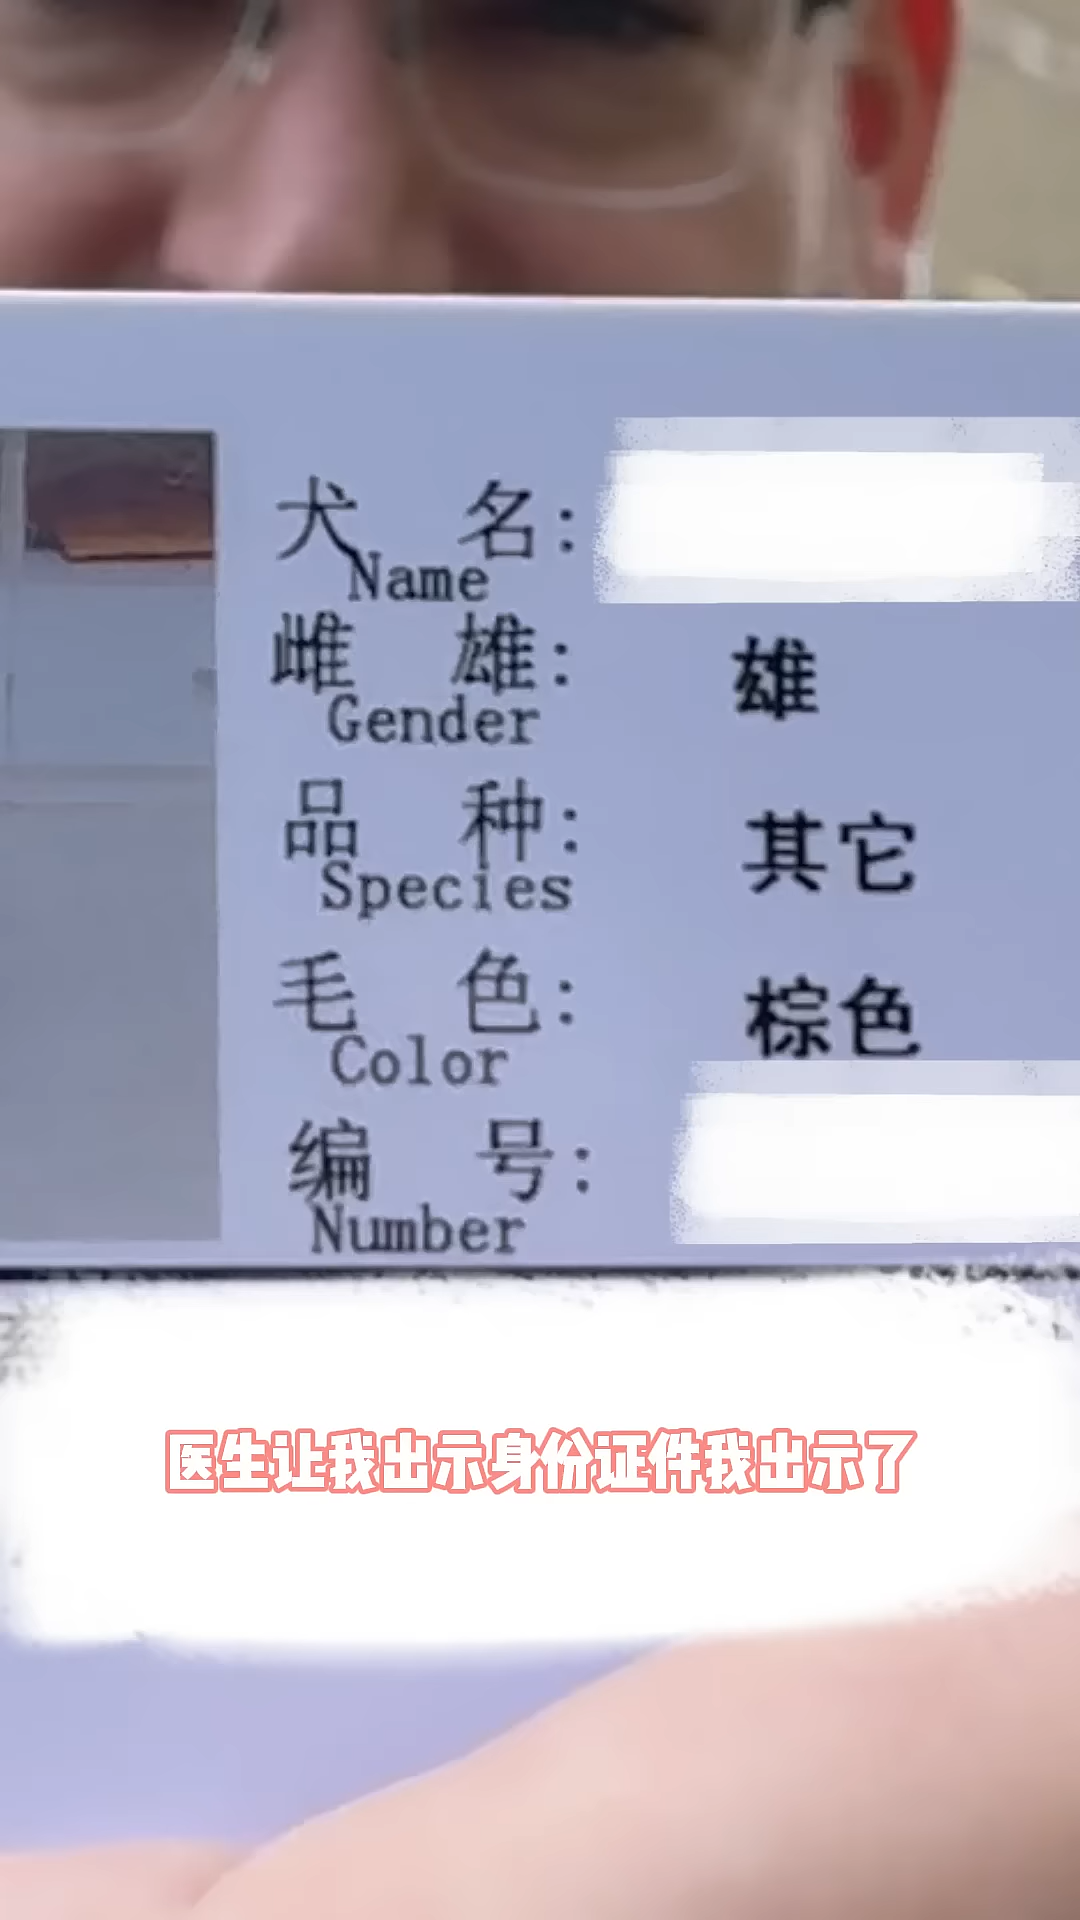 犬 名:
Name
雌 雄: 雄
Gender
品 种: 其它
Species
毛 色: 棕色
Color
编 号:
Number
医生让我出示身份证件我出示了